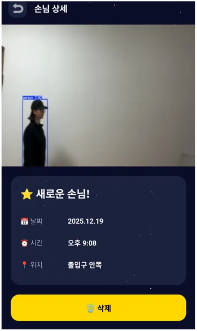 손님 상세
⭐ 새로운 손님!
📅 날짜 2025.12.19
⏰ 시간 오후 9:08
📍 위치 출입구 안쪽
🗑️ 삭제